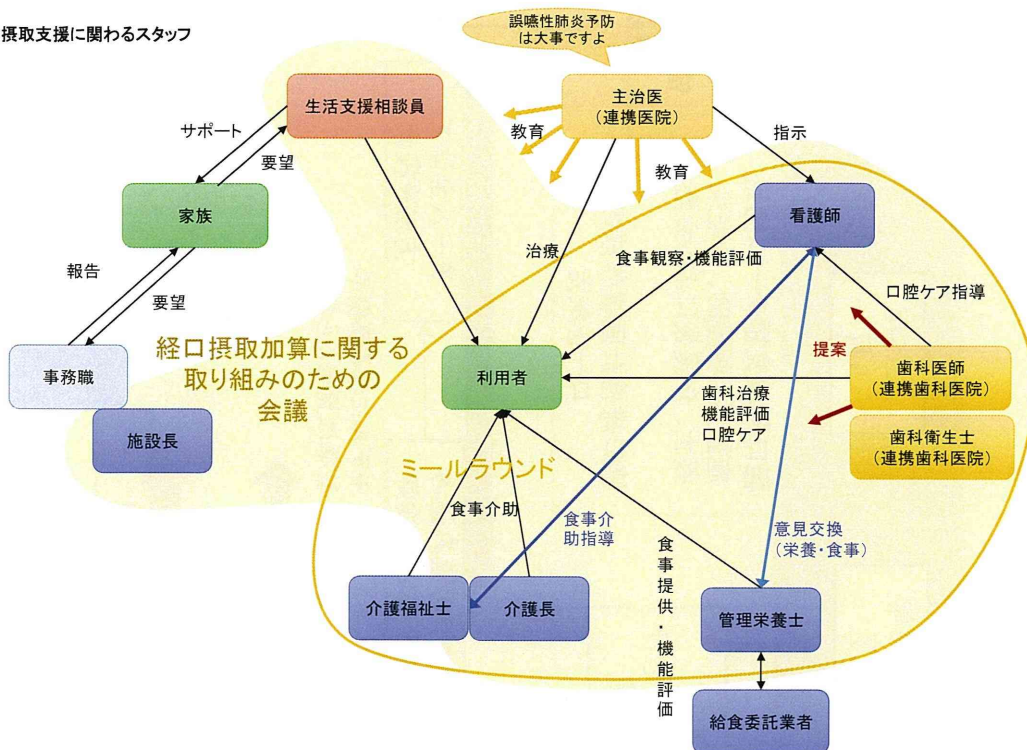 摂取支援に関わるスタッフ
誤嚥性肺炎予防
は大事ですよ
生活支援相談員
主治医
(連携医院)
サポート
要望
教育
教育
指示
家族
看護師
報告
要望
治療
食事観察・機能評価
口腔ケア指導
経口摂取加算に関する
取り組みのための
会議
事務職
施設長
利用者
提案
歯科医師
(連携歯科医院)
歯科治療
機能評価
口腔ケア
歯科衛生士
(連携歯科医院)
ミールラウンド
食事介助
食事介
助指導
意見交換
(栄養・食事)
食事提供・機能評価
介護福祉士
介護長
管理栄養士
給食委託業者